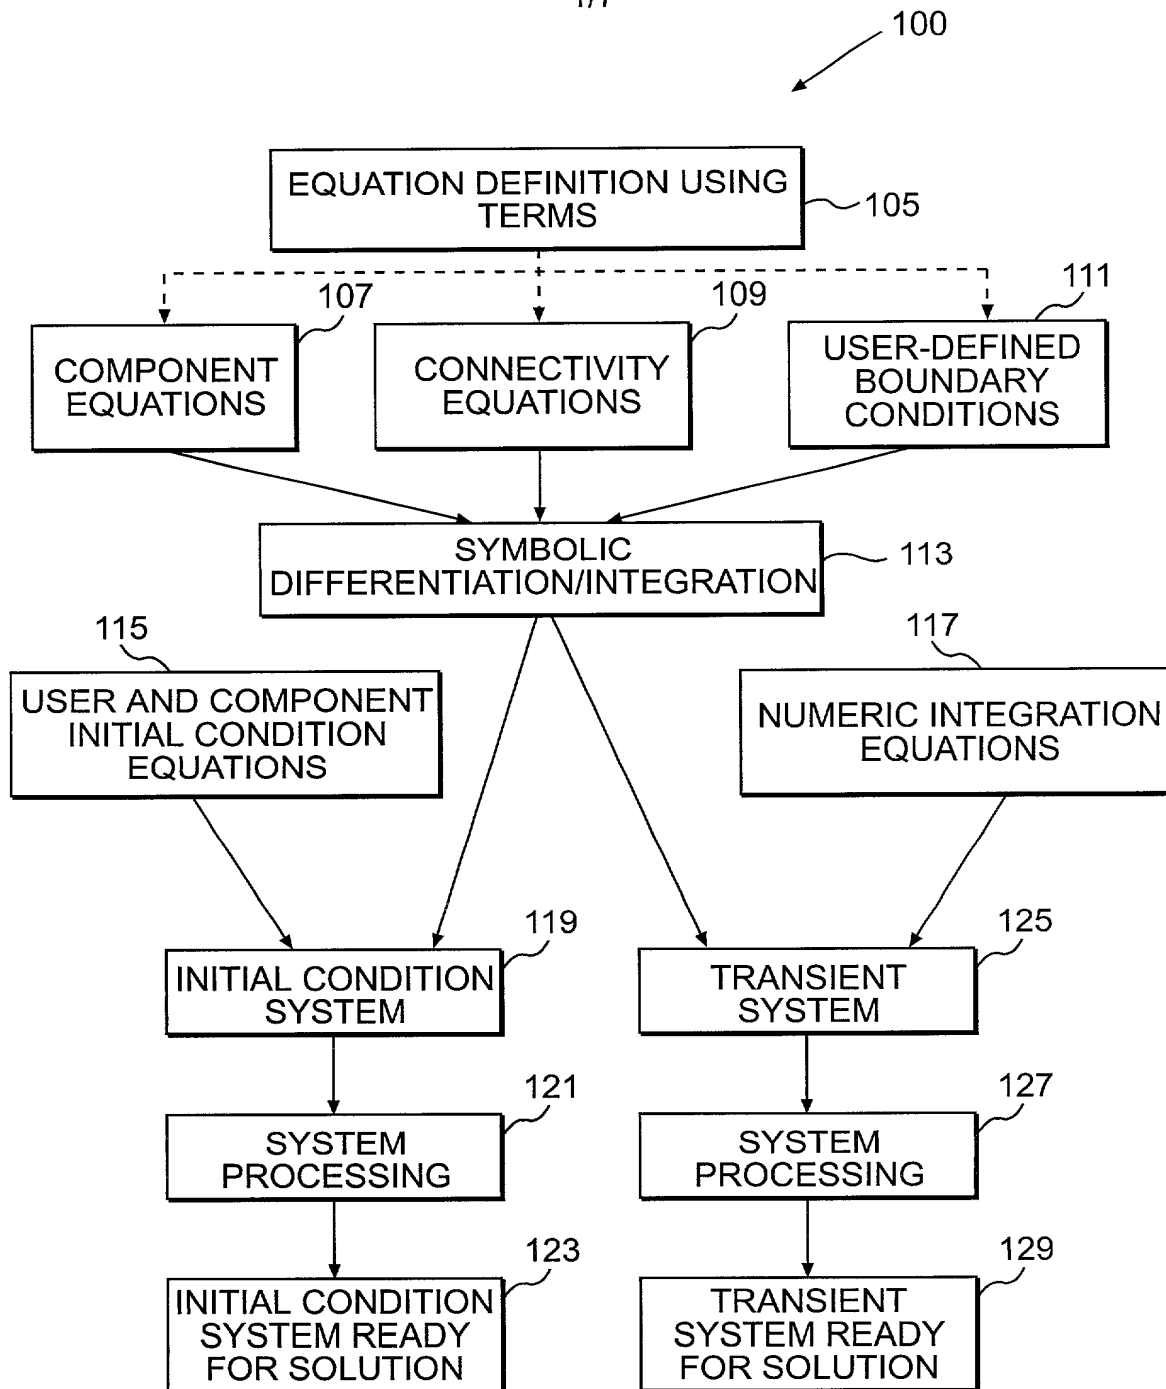 100
EQUATION DEFINITION USING
TERMS
105
107
109
111
COMPONENT
EQUATIONS
CONNECTIVITY
EQUATIONS
USER-DEFINED
BOUNDARY
CONDITIONS
SYMBOLIC
DIFFERENTIATION/INTEGRATION
113
115
117
USER AND COMPONENT
INITIAL CONDITION
EQUATIONS
NUMERIC INTEGRATION
EQUATIONS
119
125
INITIAL CONDITION
SYSTEM
TRANSIENT
SYSTEM
121
127
SYSTEM
PROCESSING
SYSTEM
PROCESSING
123
129
INITIAL CONDITION
SYSTEM READY
FOR SOLUTION
TRANSIENT
SYSTEM READY
FOR SOLUTION